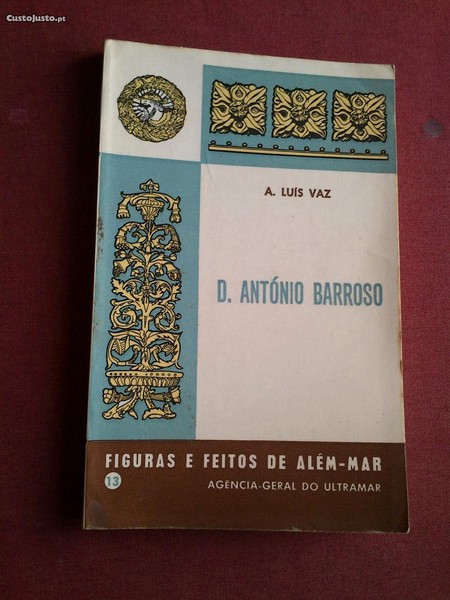 CustoJusto.pt
A. LUÍS VAZ
D. ANTÓNIO BARROSO
FIGURAS E FEITOS DE ALÉM-MAR
13
AGÊNCIA-GERAL DO ULTRAMAR